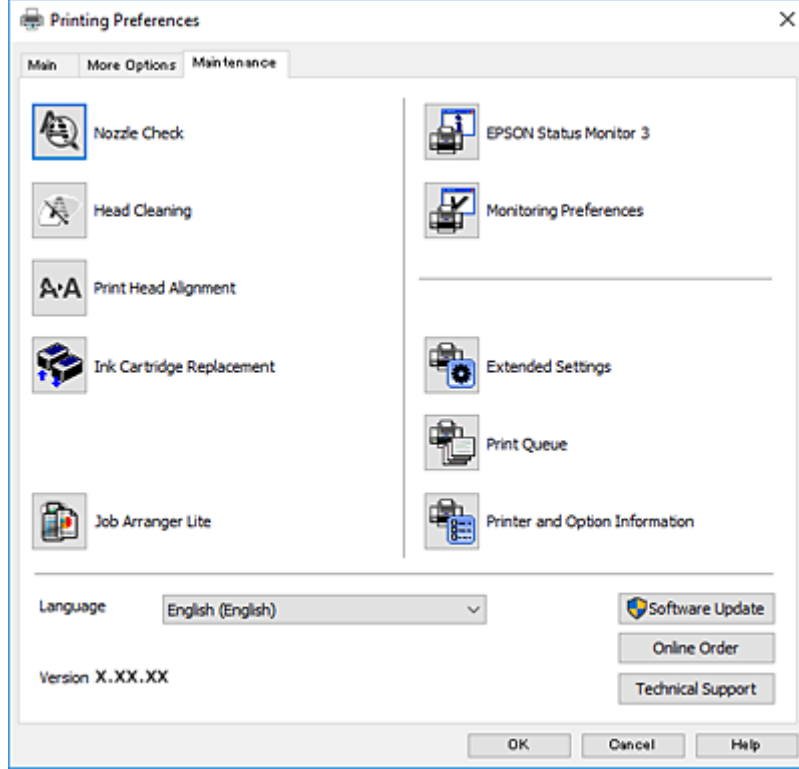 Printing Preferences
Main More Options Maintenance
Nozzle Check
Head Cleaning
A·A Print Head Alignment
Ink Cartridge Replacement
Job Arranger Lite
EPSON Status Monitor 3
Monitoring Preferences
Extended Settings
Print Queue
Printer and Option Information
Language English (English)
Version X.XX.XX
Software Update
Online Order
Technical Support
OK Cancel Help